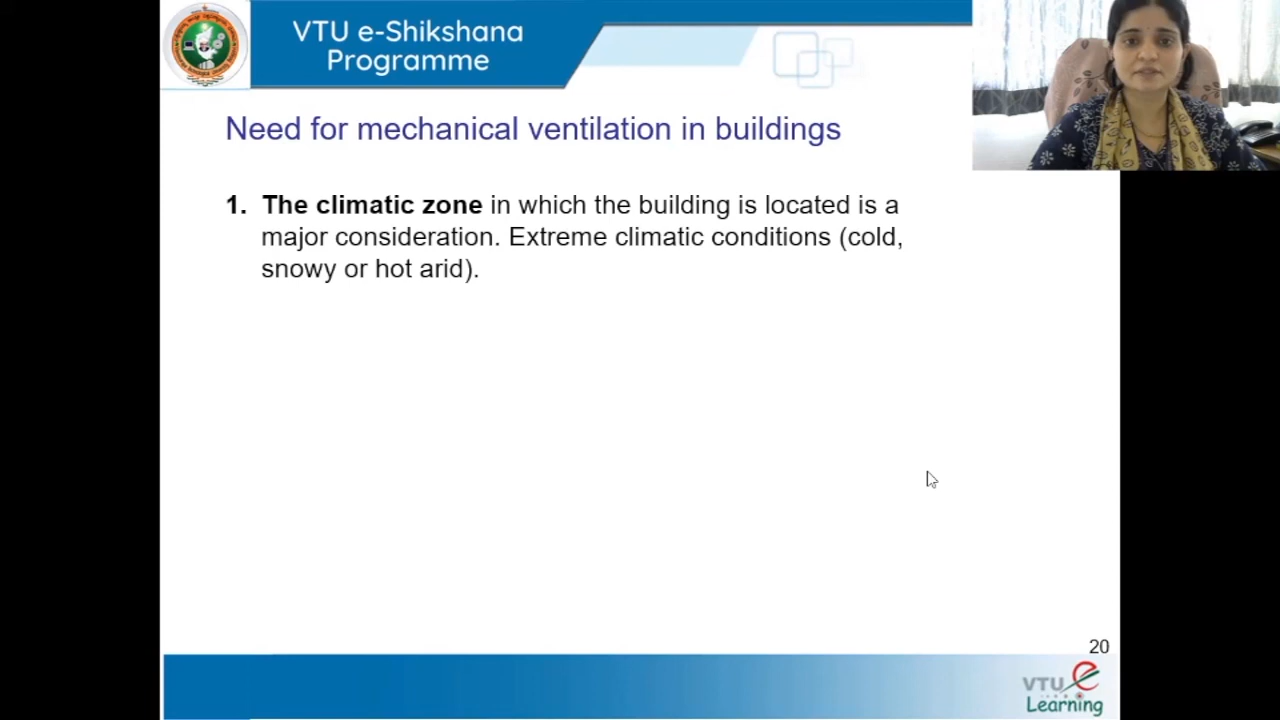 VTU e-Shikshana
Programme
Need for mechanical ventilation in buildings
1. The climatic zone in which the building is located is a
major consideration. Extreme climatic conditions (cold,
snowy or hot arid).
20
VTU e
Learning